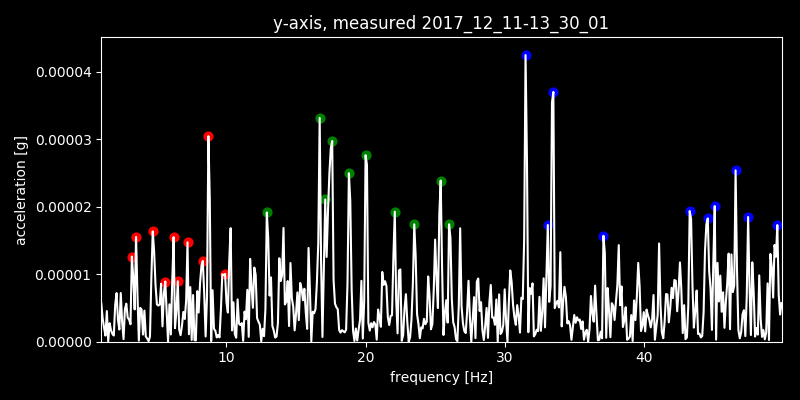 y-axis, measured 2017_12_11-13_30_01
0.00004
0.00003
0.00002
0.00001
0.00000
acceleration [g]
10 20 30 40
frequency [Hz]